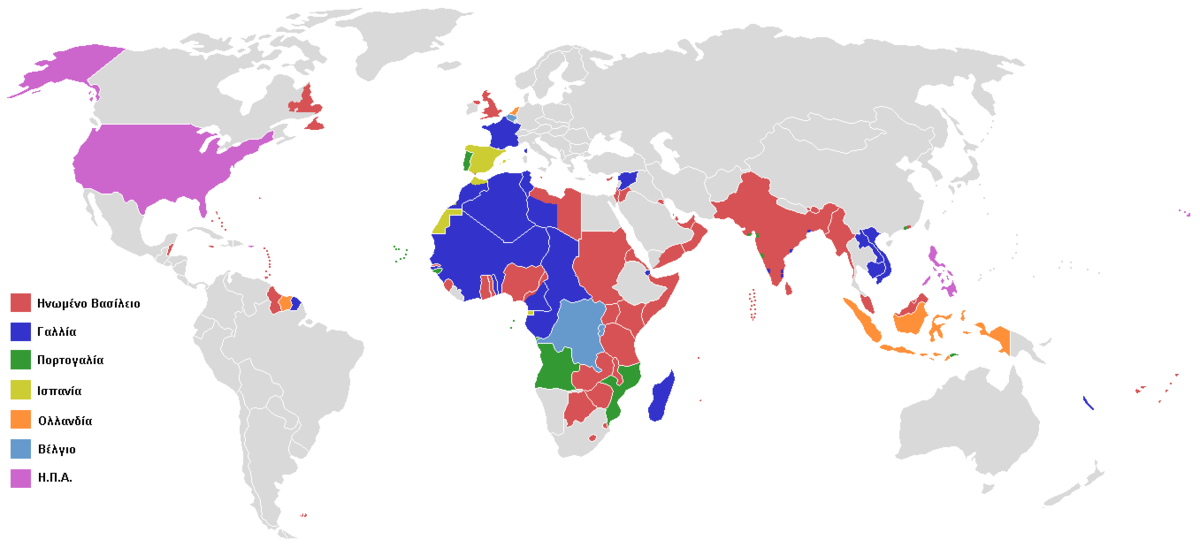 Ηνωμένο Βασίλειο
Γαλλία
Πορτογαλία
Ισπανία
Ολλανδία
Βέλγιο
Η.Π.Α.